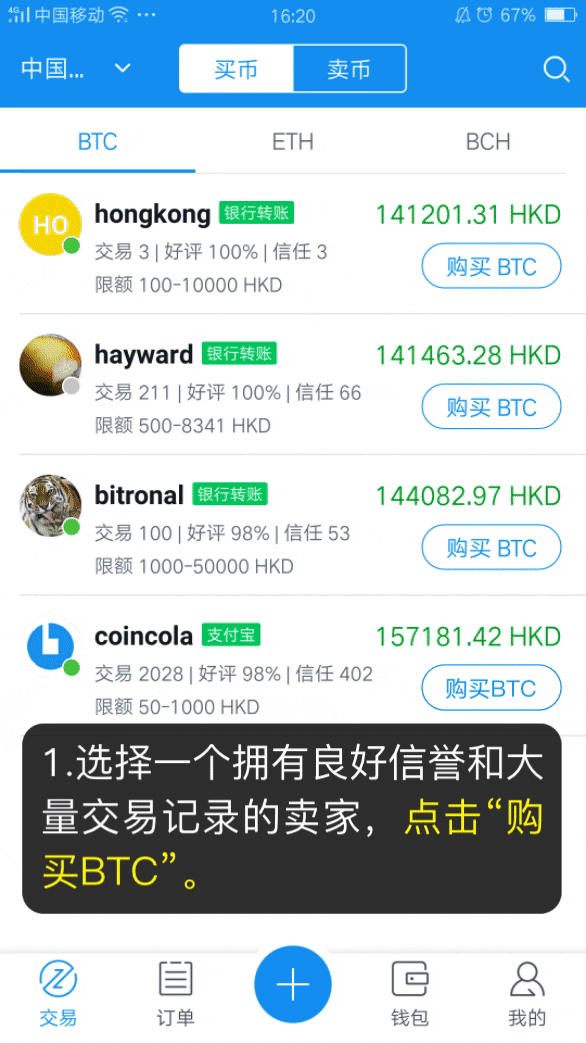 4G 中国移动 16:20 67%
中国... 买币 卖币
BTC ETH BCH
HO hongkong 银行转账 141201.31 HKD
交易 3 | 好评 100% | 信任 3
购买 BTC
限额 100-10000 HKD
hayward 银行转账 141463.28 HKD
交易 211 | 好评 100% | 信任 66
购买 BTC
限额 500-8341 HKD
bitronal 银行转账 144082.97 HKD
交易 100 | 好评 98% | 信任 53
购买 BTC
限额 1000-50000 HKD
coincola 支付宝 157181.42 HKD
交易 2028 | 好评 98% | 信任 402
购买BTC
限额 50-1000 HKD
1.选择一个拥有良好信誉和大
量交易记录的卖家，点击“购
买BTC”。
交易 订单 钱包 我的